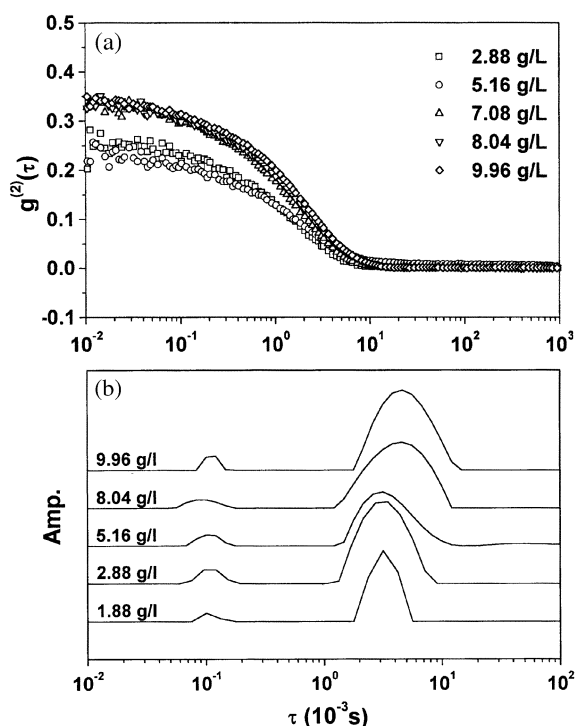 (a)
0.5
0.4
0.3
0.2
0.1
0.0
-0.1
g(2)(τ)
2.88 g/L
5.16 g/L
7.08 g/L
8.04 g/L
9.96 g/L
10-2 10-1 100 101 102 103
(b)
Amp.
9.96 g/l
8.04 g/l
5.16 g/l
2.88 g/l
1.88 g/l
10-2 10-1 100 101 102
τ (10-3s)